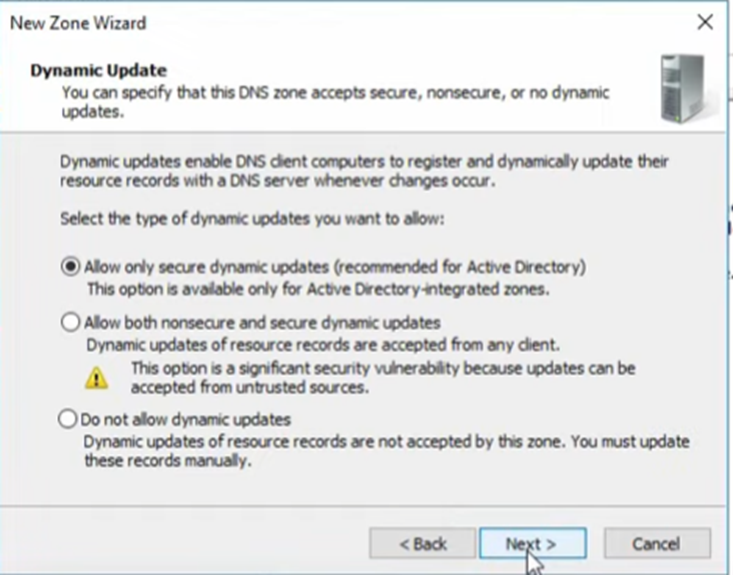 New Zone Wizard
Dynamic Update
You can specify that this DNS zone accepts secure, nonsecure, or no dynamic
updates.
Dynamic updates enable DNS client computers to register and dynamically update their
resource records with a DNS server whenever changes occur.
Select the type of dynamic updates you want to allow:
Allow only secure dynamic updates (recommended for Active Directory)
This option is available only for Active Directory-integrated zones.
Allow both nonsecure and secure dynamic updates
Dynamic updates of resource records are accepted from any client.
This option is a significant security vulnerability because updates can be
accepted from untrusted sources.
Do not allow dynamic updates
Dynamic updates of resource records are not accepted by this zone. You must update
these records manually.
< Back
Next >
Cancel